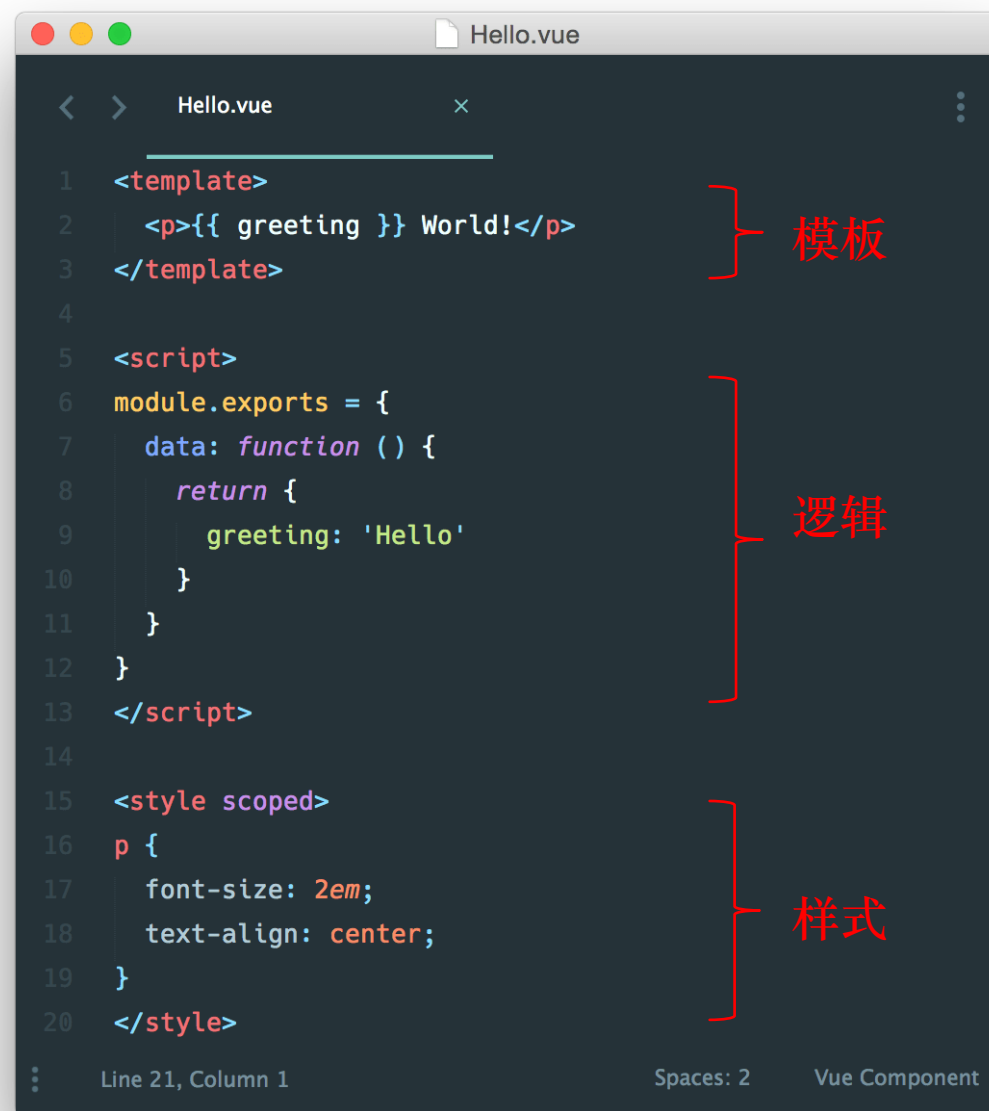 Hello.vue
Hello.vue ×
1 <template>
2 <p>{{ greeting }} World!</p>
3 </template>
模板
4
5 <script>
6 module.exports = {
7 data: function () {
8 return {
9 greeting: 'Hello'
10 }
11 }
12 }
13 </script>
逻辑
14
15 <style scoped>
16 p {
17 font-size: 2em;
18 text-align: center;
19 }
20 </style>
样式
Line 21, Column 1 Spaces: 2 Vue Component